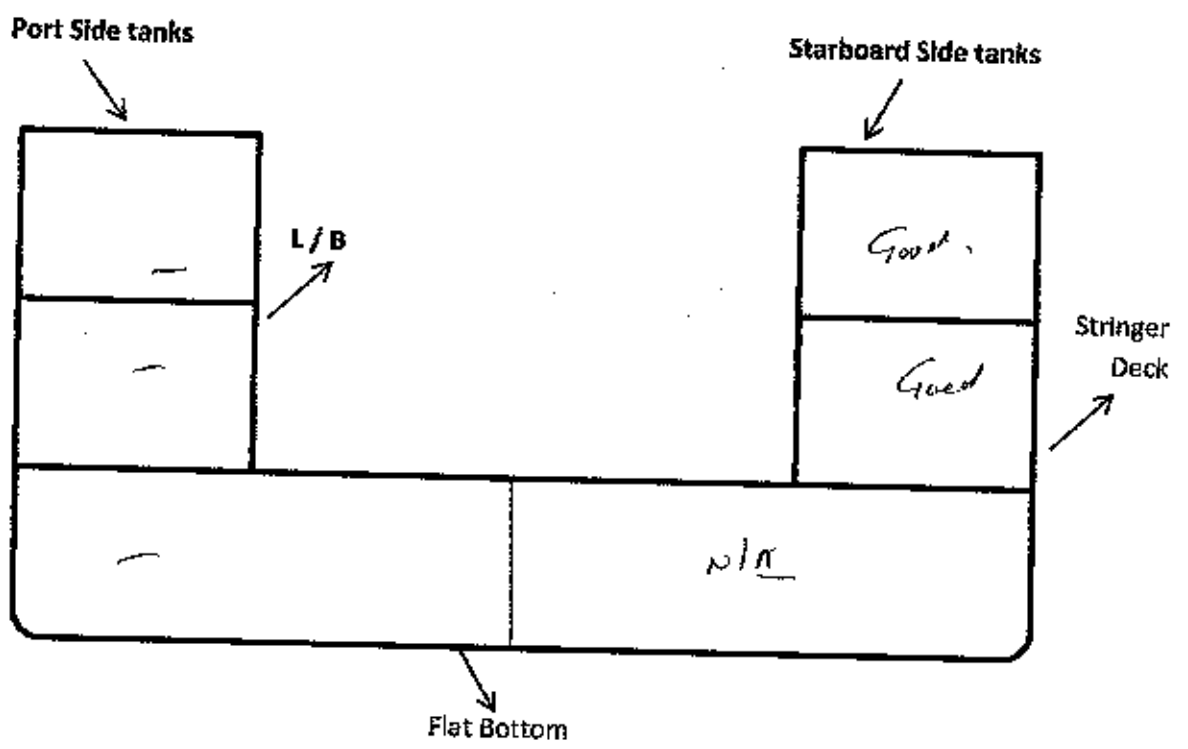 Port Side tanks
Starboard Side tanks
L / B
Good.
Stringer
Deck
Good
—
—
—
Flat Bottom